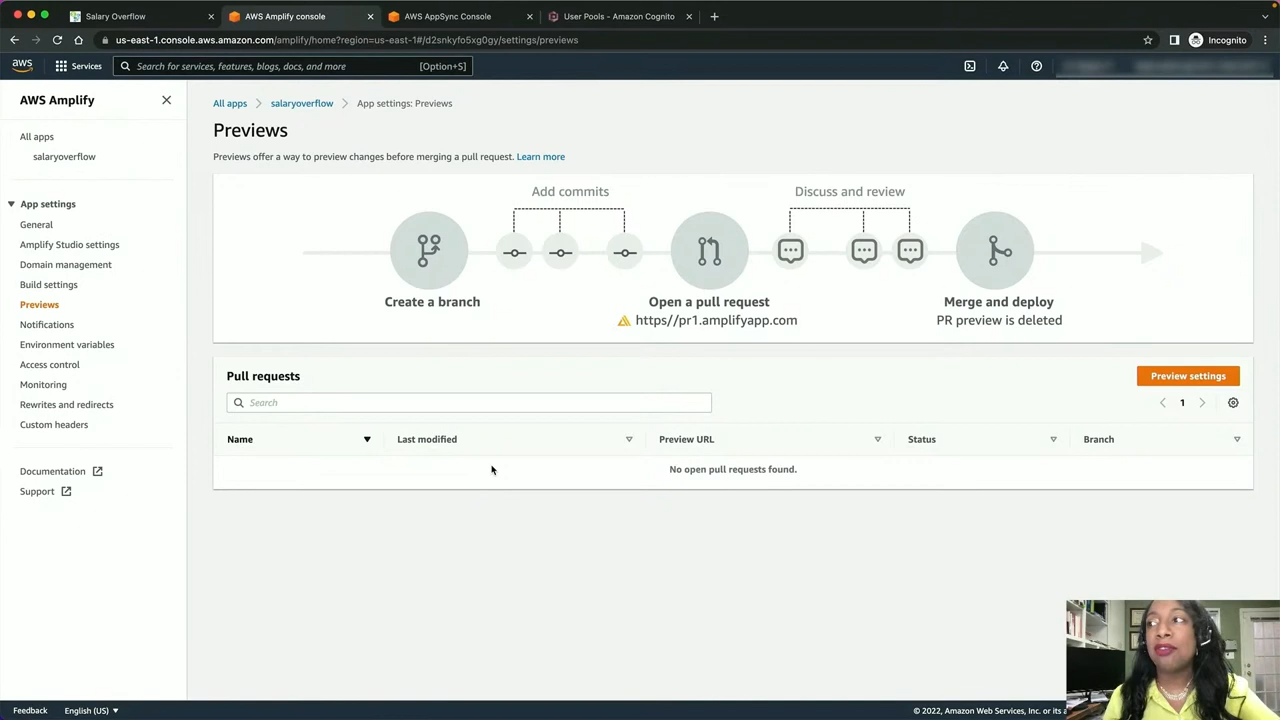 Salary Overflow
AWS Amplify console
AWS AppSync Console
User Pools - Amazon Cognito
us-east-1.console.aws.amazon.com/amplify/home?region=us-east-1#/d2snkyfo5xg0gy/settings/previews
Incognito
aws
Services
Search for services, features, blogs, docs, and more
[Option+S]
AWS Amplify
All apps
salaryoverflow
App settings
General
Amplify Studio settings
Domain management
Build settings
Previews
Notifications
Environment variables
Access control
Monitoring
Rewrites and redirects
Custom headers
Documentation
Support
All apps
salaryoverflow
App settings: Previews
Previews
Previews offer a way to preview changes before merging a pull request. Learn more
Add commits
Discuss and review
Create a branch
Open a pull request
https//pr1.amplifyapp.com
Merge and deploy
PR preview is deleted
Pull requests
Preview settings
Search
1
Name
Last modified
Preview URL
Status
Branch
No open pull requests found.
Feedback
English (US)
© 2022, Amazon Web Services, Inc. or its